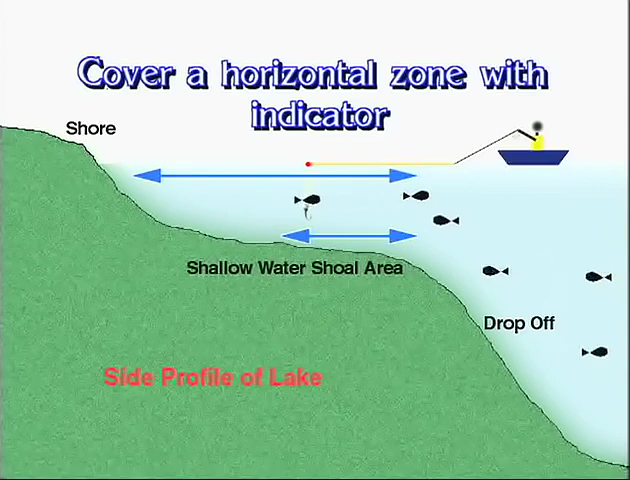 Cover a horizontal zone with
indicator
Shore
Shallow Water Shoal Area
Drop Off
Side Profile of Lake